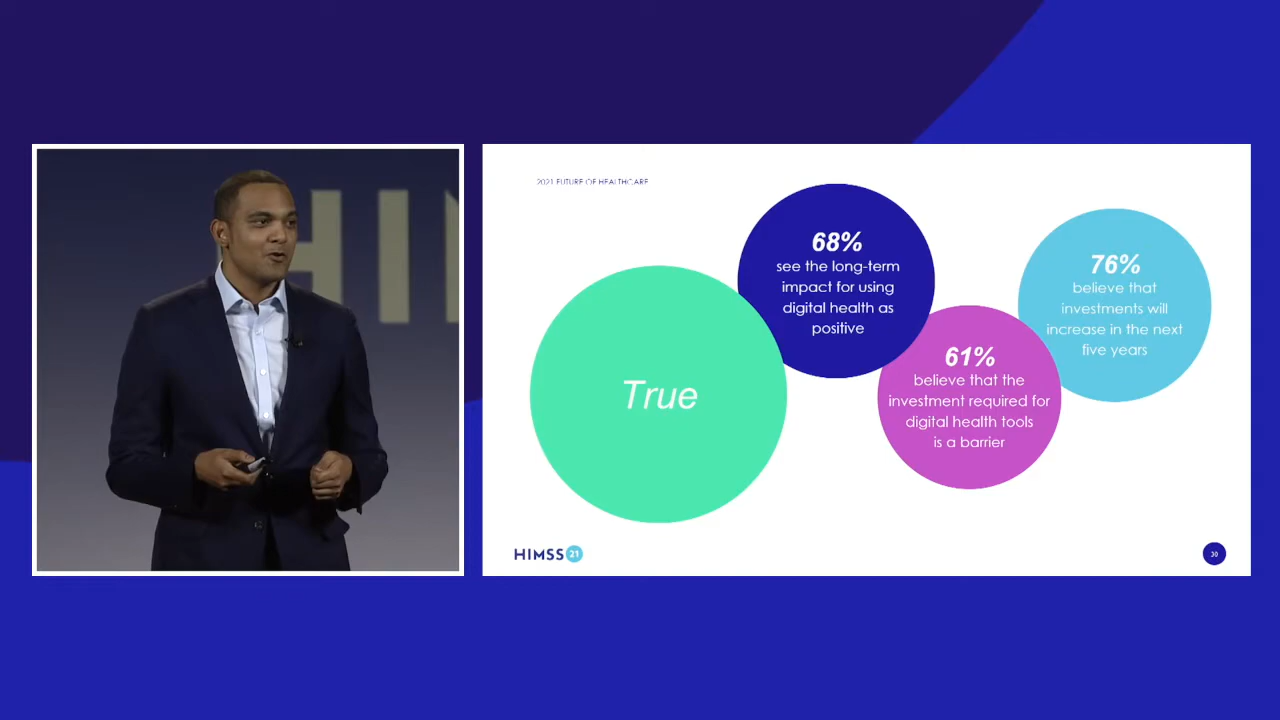 HI
2021 FUTURE OF HEALTHCARE
True
68%
see the long-term
impact for using
digital health as
positive
61%
believe that the
investment required for
digital health tools
is a barrier
76%
believe that
investments will
increase in the next
five years
HIMSS 21
30